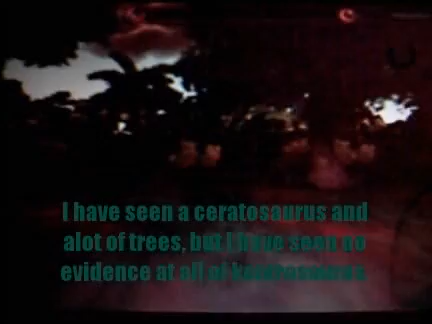 I have seen a ceratosaurus and
alot of trees, but I have seen no
evidence at all of